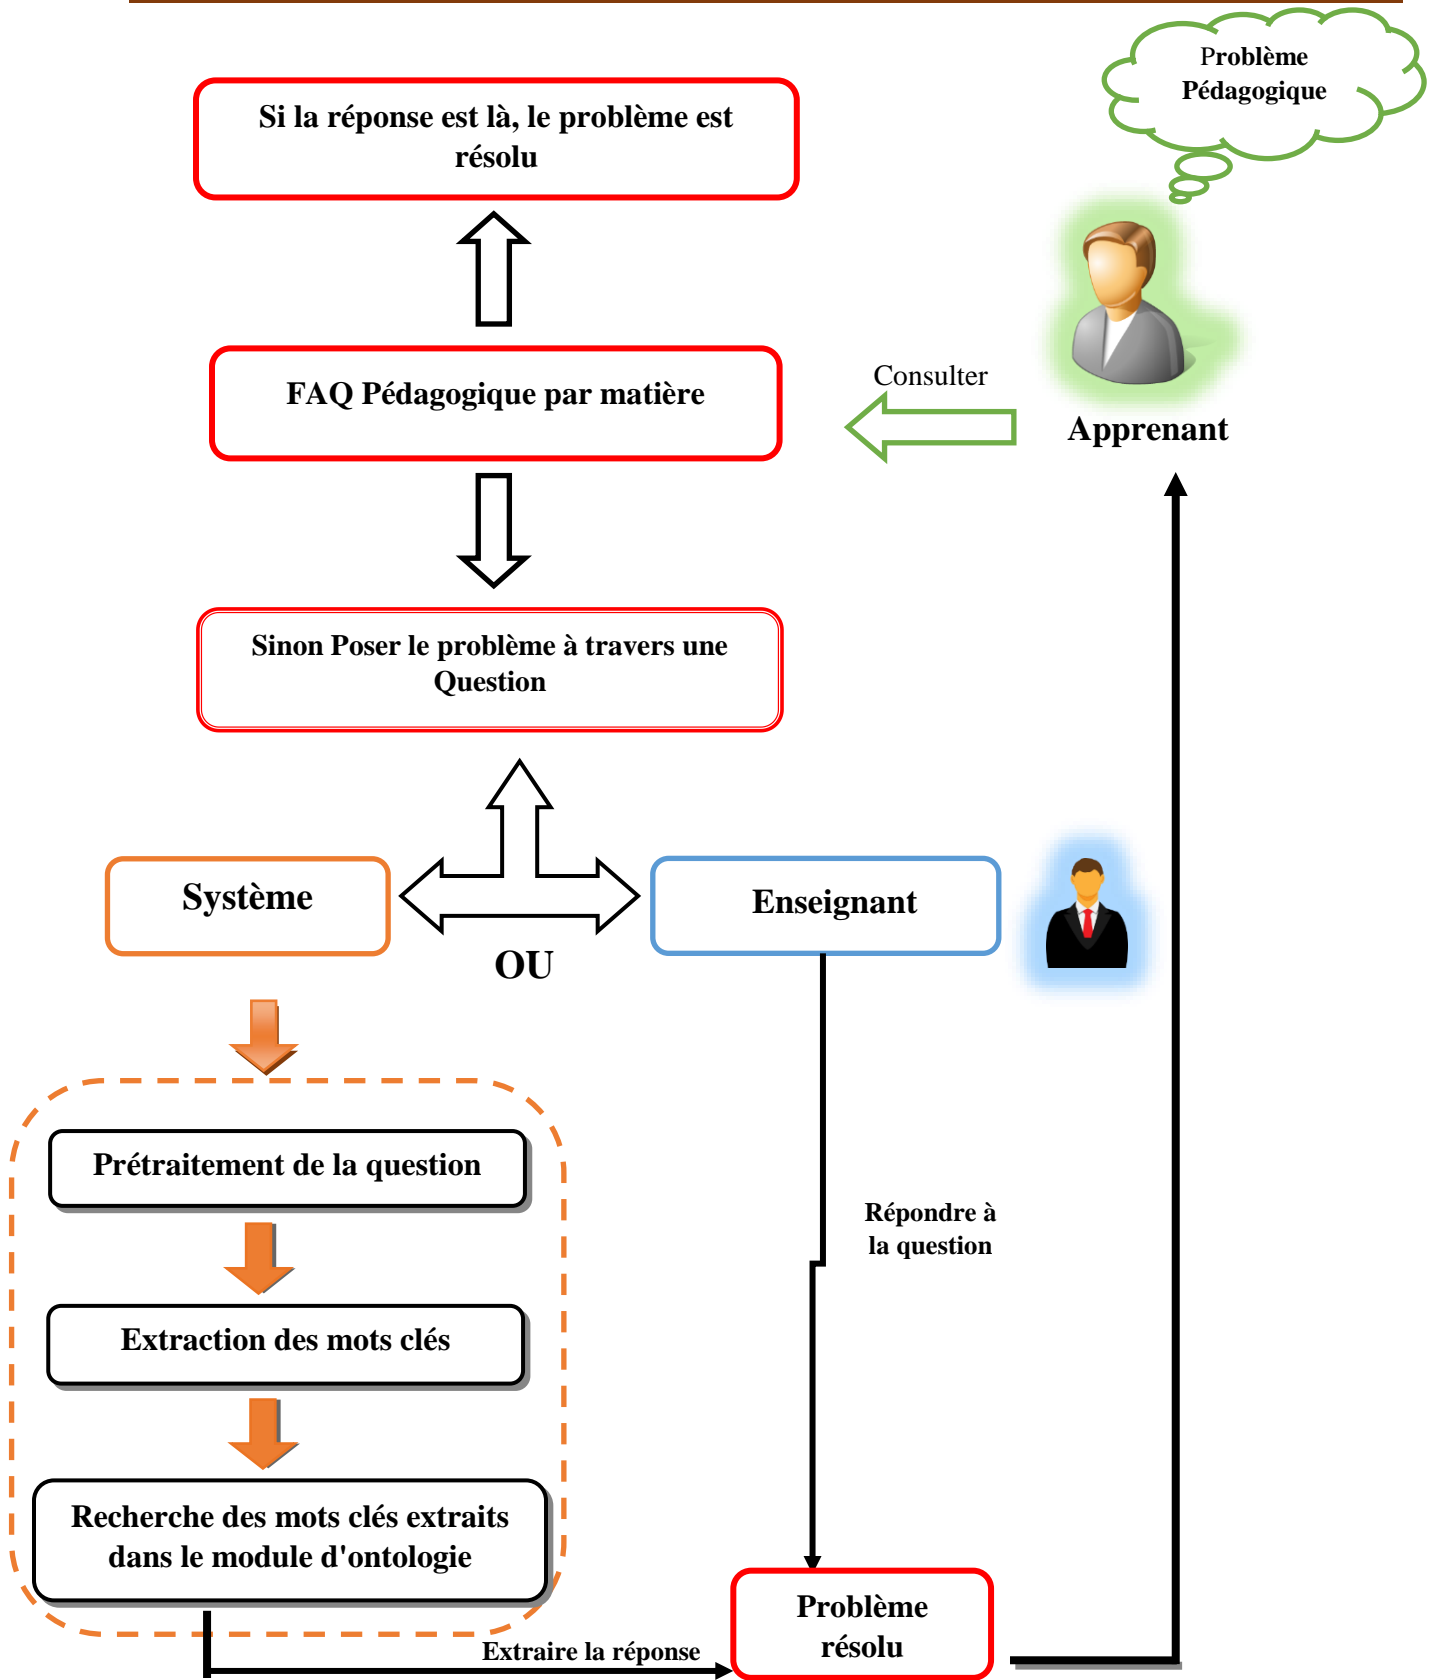 Problème
Pédagogique
Si la réponse est là, le problème est
résolu
FAQ Pédagogique par matière
Consulter
Apprenant
Sinon Poser le problème à travers une
Question
Système
Enseignant
OU
Prétraitement de la question
Répondre à
la question
Extraction des mots clés
Recherche des mots clés extraits
dans le module d'ontologie
Problème
résolu
Extraire la réponse